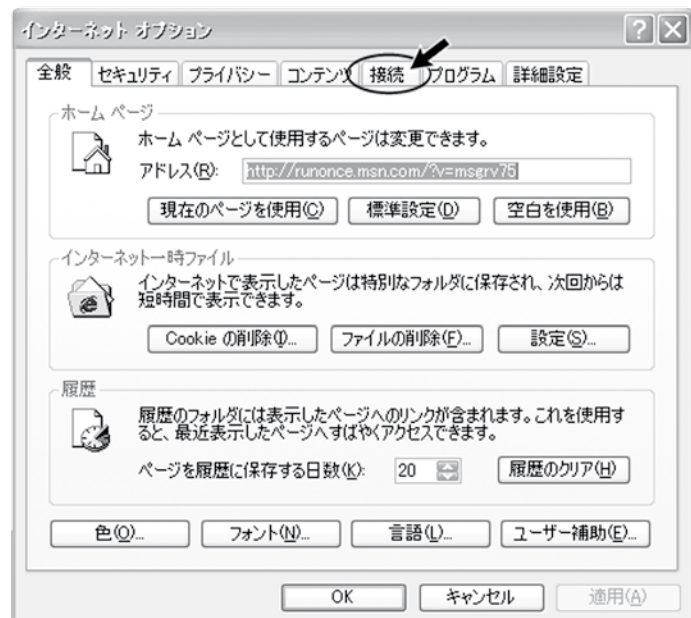 インターネット オプション
全般 セキュリティ プライバシー コンテンツ 接続 プログラム 詳細設定
ホーム ページ
ホーム ページとして使用するページは変更できます。
アドレス(R): http://runonce.msn.com/?v=msgrv75
現在のページを使用(C) 標準設定(D) 空白を使用(B)
インターネット一時ファイル
インターネットで表示したページは特別なフォルダに保存され、次回からは
短時間で表示できます。
Cookie の削除(I)... ファイルの削除(F)... 設定(S)...
履歴
履歴のフォルダには表示したページへのリンクが含まれます。これを使用す
ると、最近表示したページへすばやくアクセスできます。
ページを履歴に保存する日数(K): 20 履歴のクリア(H)
色(O)... フォント(N)... 言語(L)... ユーザー補助(E)...
OK キャンセル 適用(A)